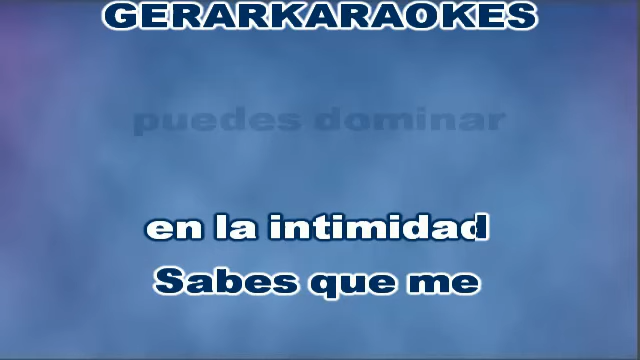 GERARKARAOKES
puedes dominar
en la intimidad
Sabes que me